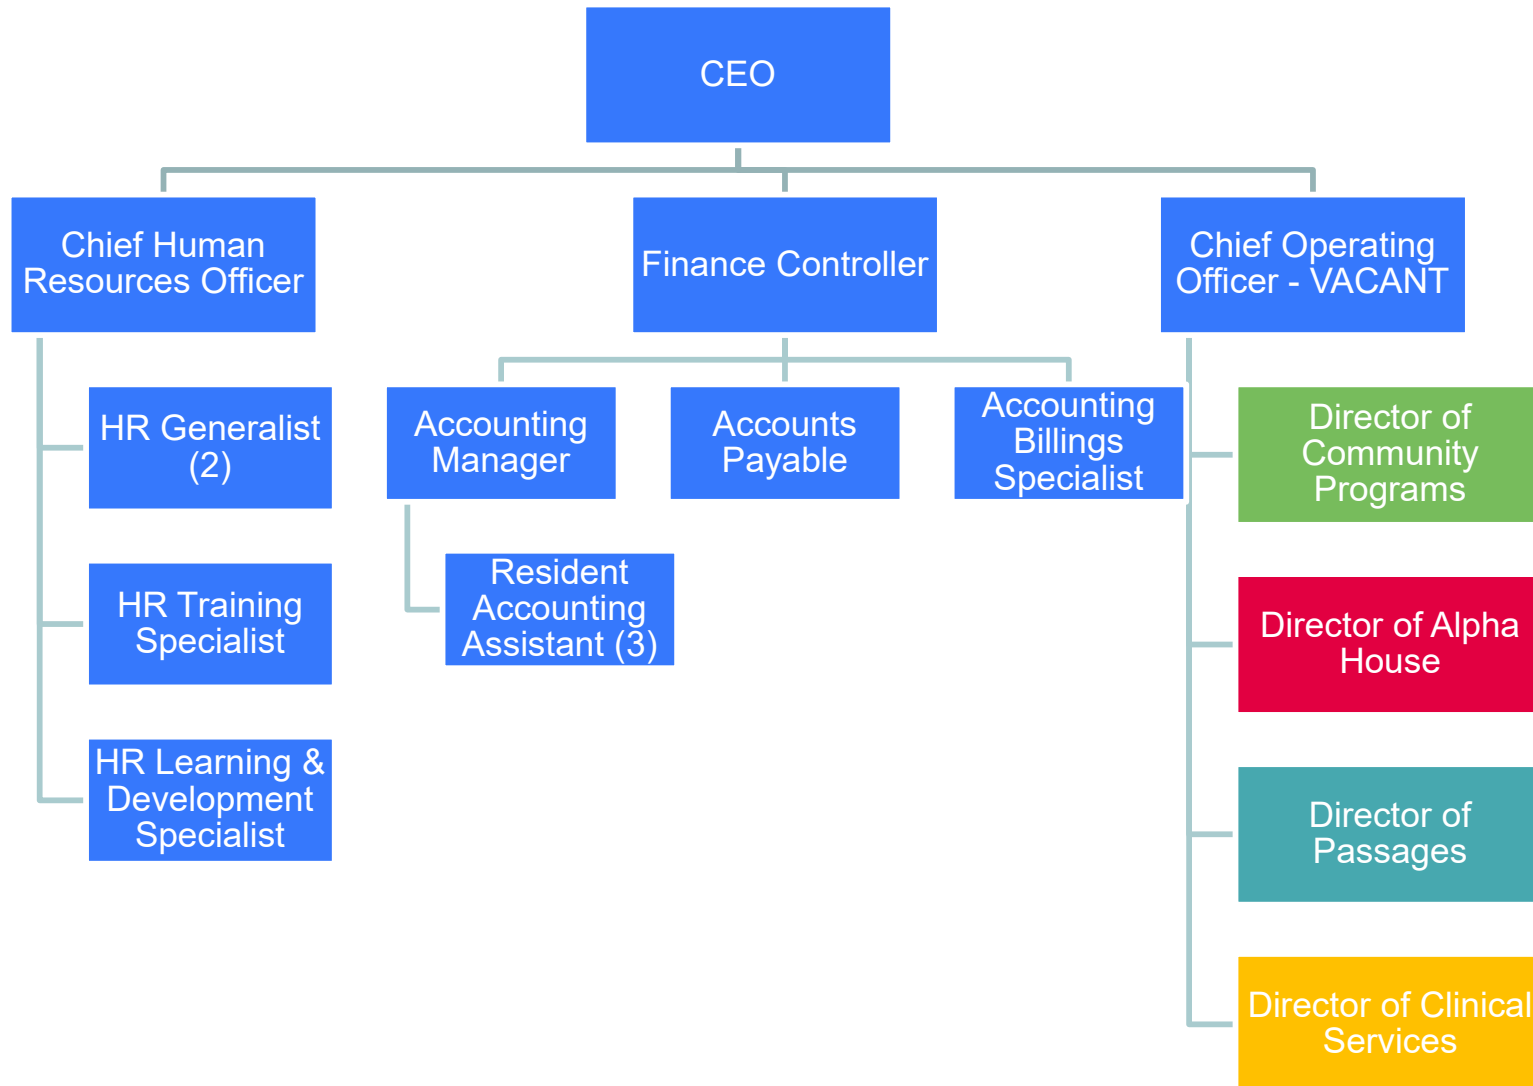 CEO
Chief Human
Resources Officer
Finance Controller
Chief Operating
Officer - VACANT
HR Generalist
(2)
HR Training
Specialist
HR Learning &
Development
Specialist
Accounting
Manager
Resident
Accounting
Assistant (3)
Accounts
Payable
Accounting
Billings
Specialist
Director of
Community
Programs
Director of Alpha
House
Director of
Passages
Director of Clinical
Services